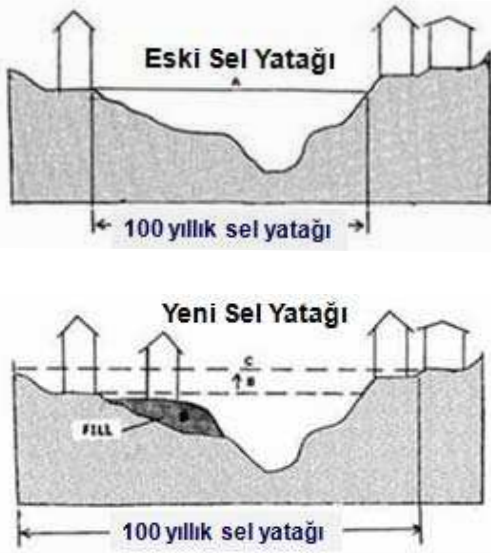 Eski Sel Yatağı
A
100 yıllık sel yatağı
Yeni Sel Yatağı
C
B
FILL
100 yıllık sel yatağı